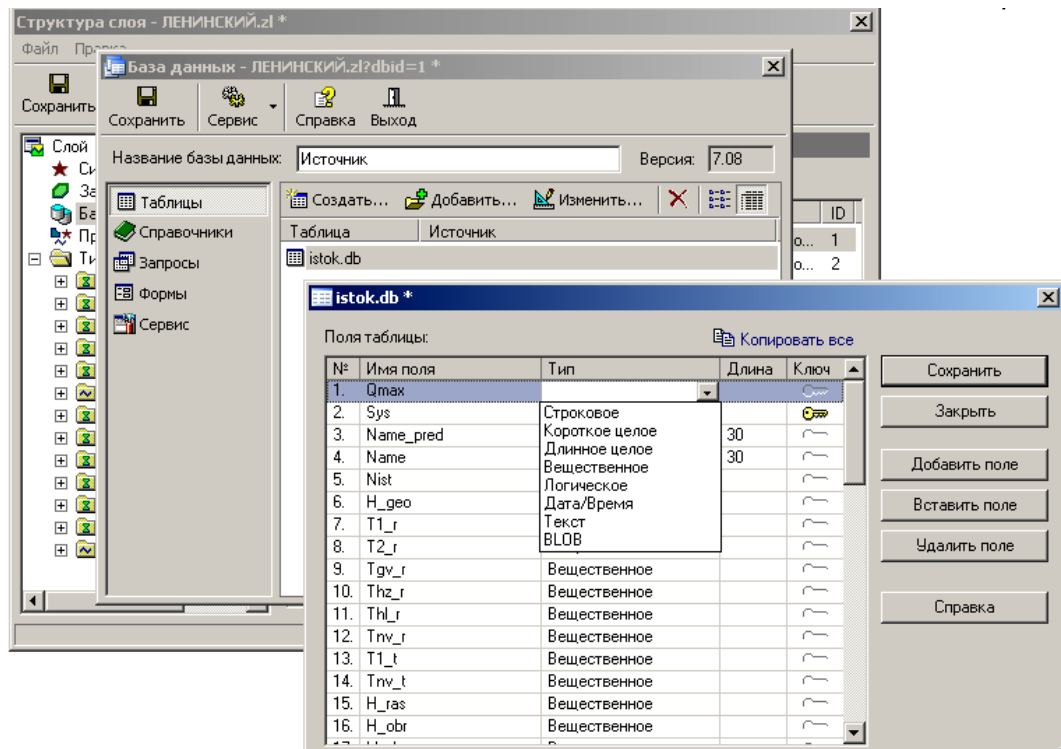 Структура слоя - ЛЕНИНСКИЙ.zl *
Файл
База данных - ЛЕНИНСКИЙ.zl?dbid=1 *
Сохранить
Сохранить Сервис Справка Выход
Слой
Название базы данных: Источник Версия: 7.08
Таблицы
Справочники
Запросы
Формы
Сервис
Создать... Добавить... Изменить...
Таблица Источник
istok.db
ID
о... 1
о... 2
istok.db *
Поля таблицы: Копировать все
№ Имя поля Тип Длина Ключ
1. Qmax
2. Sys
3. Name_pred 30
4. Name 30
5. Nist
6. H_geo
7. T1_r
8. T2_r
Строковое
Короткое целое
Длинное целое
Вещественное
Логическое
Дата/Время
Текст
BLOB
9. Tgv_r Вещественное
10. Thz_r Вещественное
11. Thl_r Вещественное
12. Tnv_r Вещественное
13. T1_t Вещественное
14. Tnv_t Вещественное
15. H_ras Вещественное
16. H_obr Вещественное
Сохранить
Закрыть
Добавить поле
Вставить поле
Удалить поле
Справка